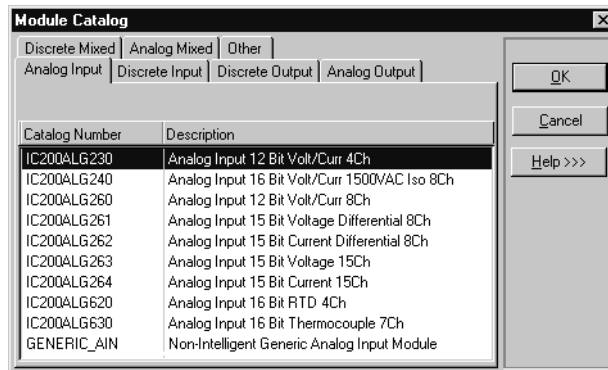 Module Catalog
Discrete Mixed Analog Mixed Other
Analog Input Discrete Input Discrete Output Analog Output
Catalog Number Description
IC200ALG230 Analog Input 12 Bit Volt/Curr 4Ch
IC200ALG240 Analog Input 16 Bit Volt/Curr 1500VAC Iso 8Ch
IC200ALG260 Analog Input 12 Bit Volt/Curr 8Ch
IC200ALG261 Analog Input 15 Bit Voltage Differential 8Ch
IC200ALG262 Analog Input 15 Bit Current Differential 8Ch
IC200ALG263 Analog Input 15 Bit Voltage 15Ch
IC200ALG264 Analog Input 15 Bit Current 15Ch
IC200ALG620 Analog Input 16 Bit RTD 4Ch
IC200ALG630 Analog Input 16 Bit Thermocouple 7Ch
GENERIC_AIN Non-Intelligent Generic Analog Input Module
OK
Cancel
Help >>>